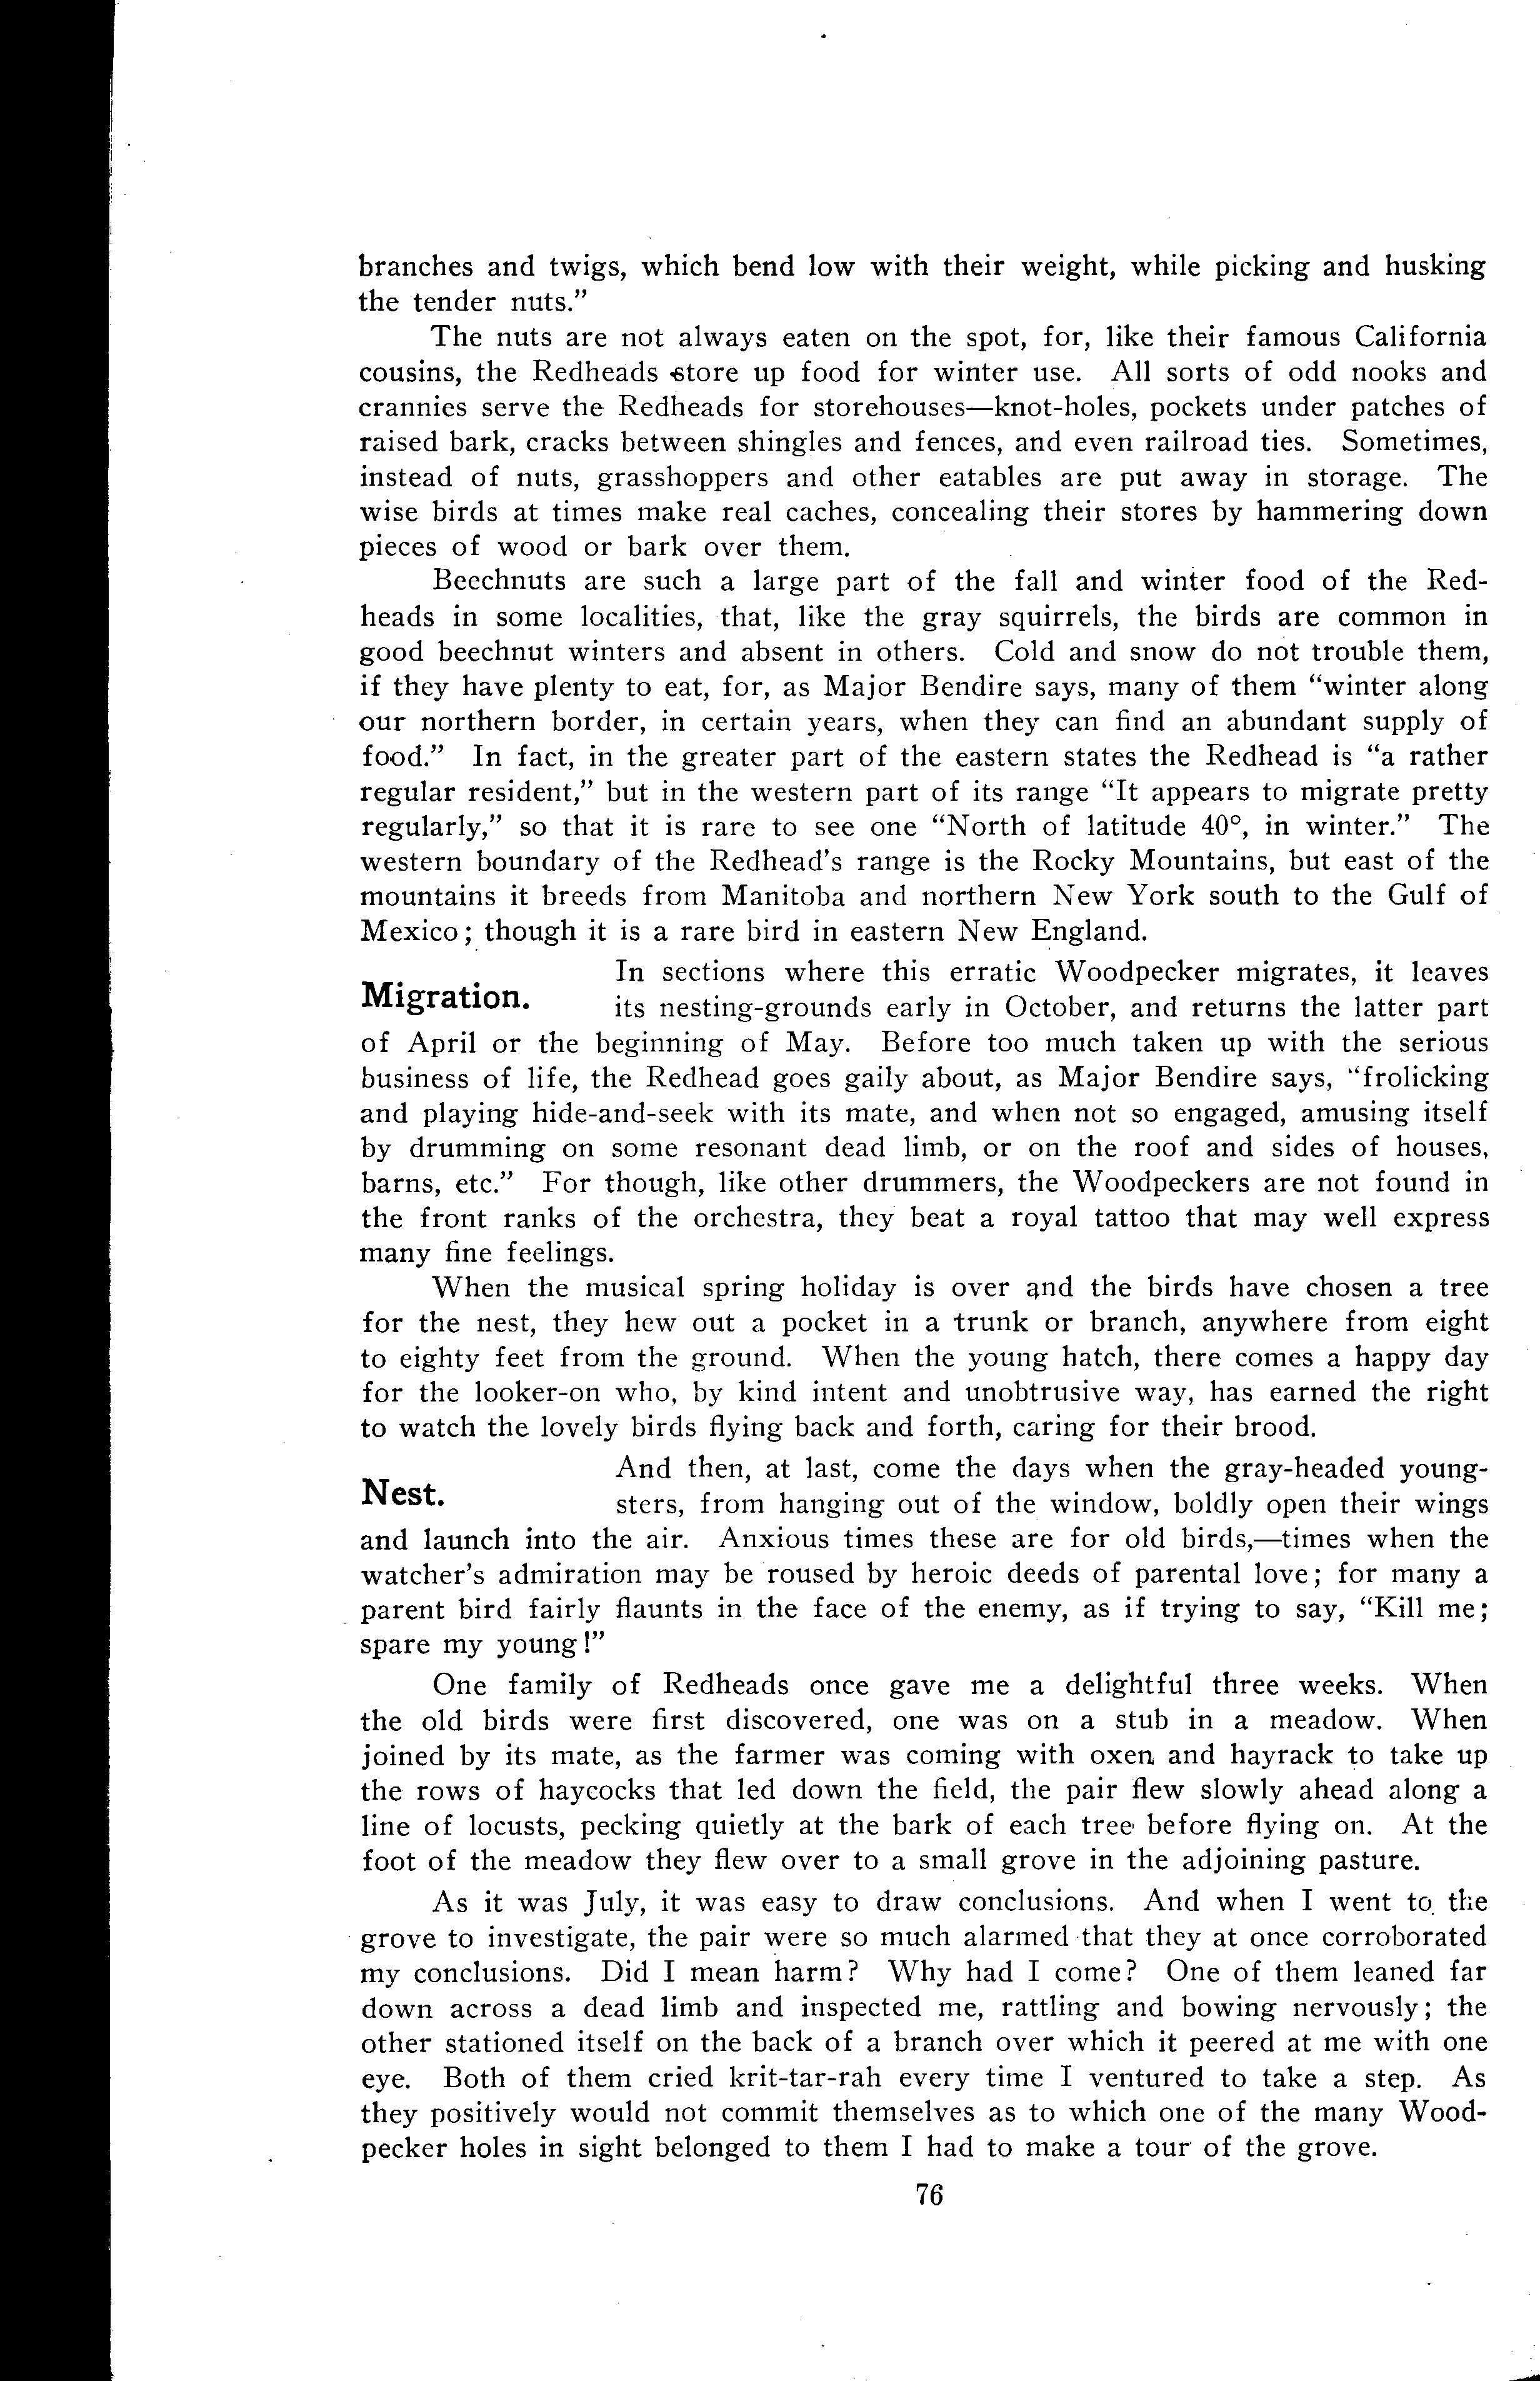 branches and twigs, which bend low with their weight, while picking and husking
the tender nuts.”
The nuts are not always eaten on the spot, for, like their famous California
cousins, the Redheads store up food for winter use. All sorts of odd nooks and
crannies serve the Redheads for storehouses—knot-holes, pockets under patches of
raised bark, cracks between shingles and fences, and even railroad ties. Sometimes,
instead of nuts, grasshoppers and other eatables are put away in storage. The
wise birds at times make real caches, concealing their stores by hammering down
pieces of wood or bark over them.
Beechnuts are such a large part of the fall and winter food of the Red-
heads in some localities, that, like the gray squirrels, the birds are common in
good beechnut winters and absent in others. Cold and snow do not trouble them,
if they have plenty to eat, for, as Major Bendire says, many of them “winter along
our northern border, in certain years, when they can find an abundant supply of
food.” In fact, in the greater part of the eastern states the Redhead is “a rather
regular resident,” but in the western part of its range “It appears to migrate pretty
regularly,” so that it is rare to see one “North of latitude 40°, in winter.” The
western boundary of the Redhead’s range is the Rocky Mountains, but east of the
mountains it breeds from Manitoba and northern New York south to the Gulf of
Mexico; though it is a rare bird in eastern New England.
Migration.
In sections where this erratic Woodpecker migrates, it leaves
its nesting-grounds early in October, and returns the latter part
of April or the beginning of May. Before too much taken up with the serious
business of life, the Redhead goes gaily about, as Major Bendire says, “frolicking
and playing hide-and-seek with its mate, and when not so engaged, amusing itself
by drumming on some resonant dead limb, or on the roof and sides of houses,
barns, etc.” For though, like other drummers, the Woodpeckers are not found in
the front ranks of the orchestra, they beat a royal tattoo that may well express
many fine feelings.
When the musical spring holiday is over and the birds have chosen a tree
for the nest, they hew out a pocket in a trunk or branch, anywhere from eight
to eighty feet from the ground. When the young hatch, there comes a happy day
for the looker-on who, by kind intent and unobtrusive way, has earned the right
to watch the lovely birds flying back and forth, caring for their brood.
Nest.
And then, at last, come the days when the gray-headed young-
sters, from hanging out of the window, boldly open their wings
and launch into the air. Anxious times these are for old birds,—times when the
watcher’s admiration may be roused by heroic deeds of parental love; for many a
parent bird fairly flaunts in the face of the enemy, as if trying to say, “Kill me;
spare my young!”
One family of Redheads once gave me a delightful three weeks. When
the old birds were first discovered, one was on a stub in a meadow. When
joined by its mate, as the farmer was coming with oxen and hayrack to take up
the rows of haycocks that led down the field, the pair flew slowly ahead along a
line of locusts, pecking quietly at the bark of each tree before flying on. At the
foot of the meadow they flew over to a small grove in the adjoining pasture.
As it was July, it was easy to draw conclusions. And when I went to the
grove to investigate, the pair were so much alarmed that they at once corroborated
my conclusions. Did I mean harm? Why had I come? One of them leaned far
down across a dead limb and inspected me, rattling and bowing nervously; the
other stationed itself on the back of a branch over which it peered at me with one
eye. Both of them cried krit-tar-rah every time I ventured to take a step. As
they positively would not commit themselves as to which one of the many Wood-
pecker holes in sight belonged to them I had to make a tour of the grove.
76